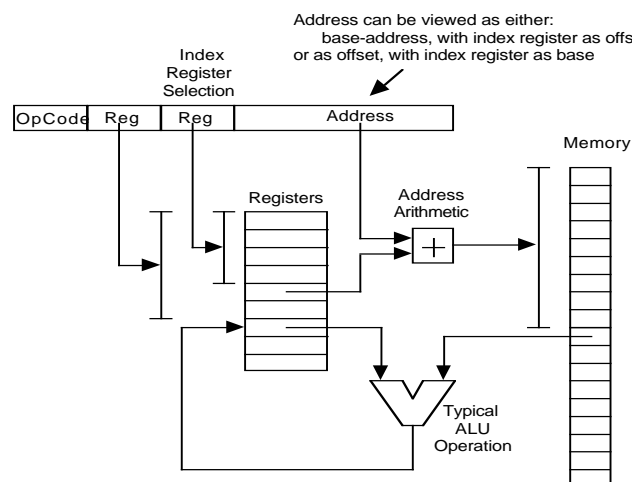 Address can be viewed as either:
base-address, with index register as offs
or as offset, with index register as base
Index
Register
Selection
OpCode Reg Reg Address
Memory
Registers
Address
Arithmetic
+
Typical
ALU
Operation